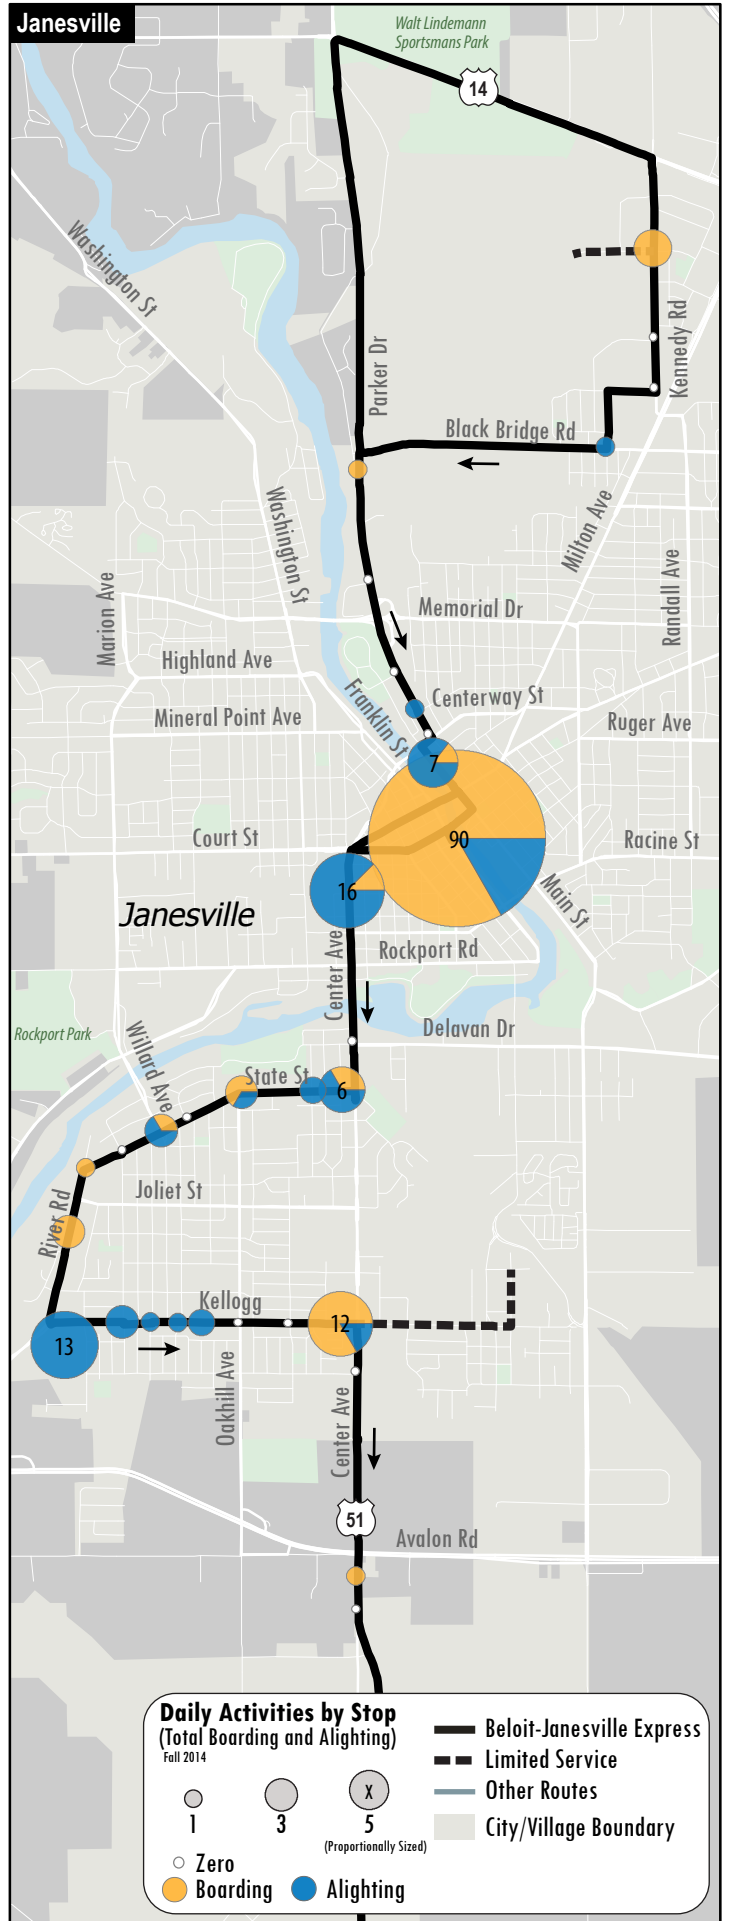 Janesville
Walt Lindemann
Sportsmans Park
14
Washington St
Kennedy Rd
Parker Dr
Black Bridge Rd
Milton Ave
Washington St
Randall Ave
Marion Ave
Memorial Dr
Highland Ave
Franklin St
Centerway St
Mineral Point Ave
Ruger Ave
7
Court St
90
Racine St
16
Main St
Janesville
Center Ave
Rockport Rd
Rockport Park
Willard Ave
Delavan Dr
State St
6
Joliet St
River Rd
Kellogg
12
13
Oakhill Ave
Center Ave
51
Avalon Rd
Daily Activities by Stop
(Total Boarding and Alighting)
Fall 2014
X
1 3 5
(Proportionally Sized)
Zero
Boarding Alighting
Beloit-Janesville Express
Limited Service
Other Routes
City/Village Boundary